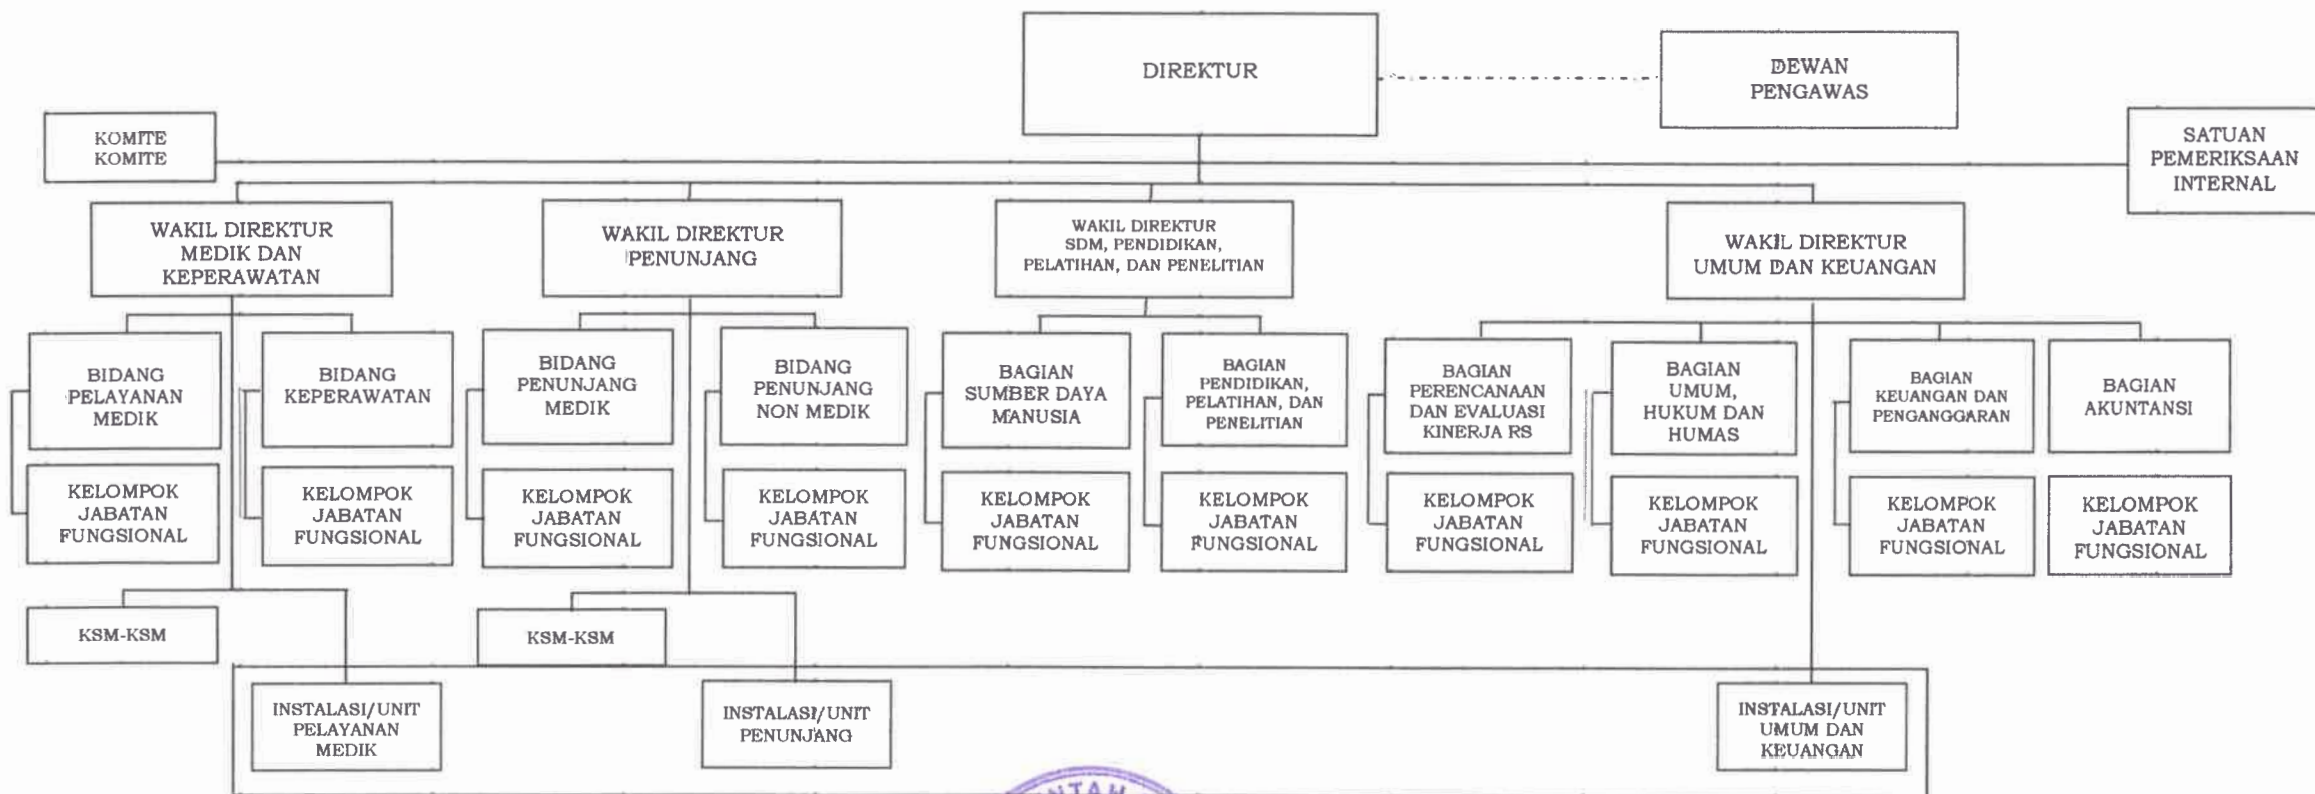 DIREKTUR
DEWAN
PENGAWAS
KOMITE
KOMITE
SATUAN
PEMERIKSAAN
INTERNAL
WAKIL DIREKTUR
MEDIK DAN
KEPERAWATAN
WAKIL DIREKTUR
PENUNJANG
WAKIL DIREKTUR
SDM, PENDIDIKAN,
PELATIHAN, DAN PENELITIAN
WAKIL DIREKTUR
UMUM DAN KEUANGAN
BIDANG
PELAYANAN
MEDIK
BIDANG
KEPERAWATAN
BIDANG
PENUNJANG
MEDIK
BIDANG
PENUNJANG
NON MEDIK
BAGIAN
SUMBER DAYA
MANUSIA
BAGIAN
PENDIDIKAN,
PELATIHAN, DAN
PENELITIAN
BAGIAN
PERENCANAAN
DAN EVALUASI
KINERJA RS
BAGIAN
UMUM,
HUKUM DAN
HUMAS
BAGIAN
KEUANGAN DAN
PENGANGGARAN
BAGIAN
AKUNTANSI
KELOMPOK
JABATAN
FUNGSIONAL
KELOMPOK
JABATAN
FUNGSIONAL
KELOMPOK
JABATAN
FUNGSIONAL
KELOMPOK
JABATAN
FUNGSIONAL
KELOMPOK
JABATAN
FUNGSIONAL
KELOMPOK
JABATAN
FUNGSIONAL
KELOMPOK
JABATAN
FUNGSIONAL
KELOMPOK
JABATAN
FUNGSIONAL
KELOMPOK
JABATAN
FUNGSIONAL
KELOMPOK
JABATAN
FUNGSIONAL
KSM-KSM
KSM-KSM
INSTALASI/UNIT
PELAYANAN
MEDIK
INSTALASI/UNIT
PENUNJANG
INSTALASI/UNIT
UMUM DAN
KEUANGAN